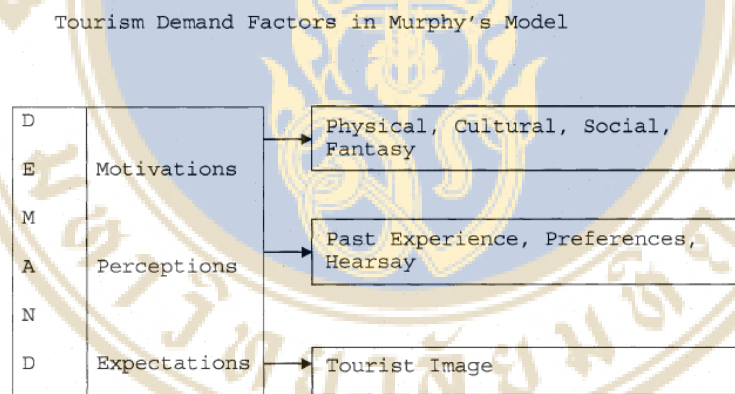 Tourism Demand Factors in Murphy's Model
D
E
M
A
N
D
Motivations
Perceptions
Expectations
Physical, Cultural, Social,
Fantasy
Past Experience, Preferences,
Hearsay
Tourist Image